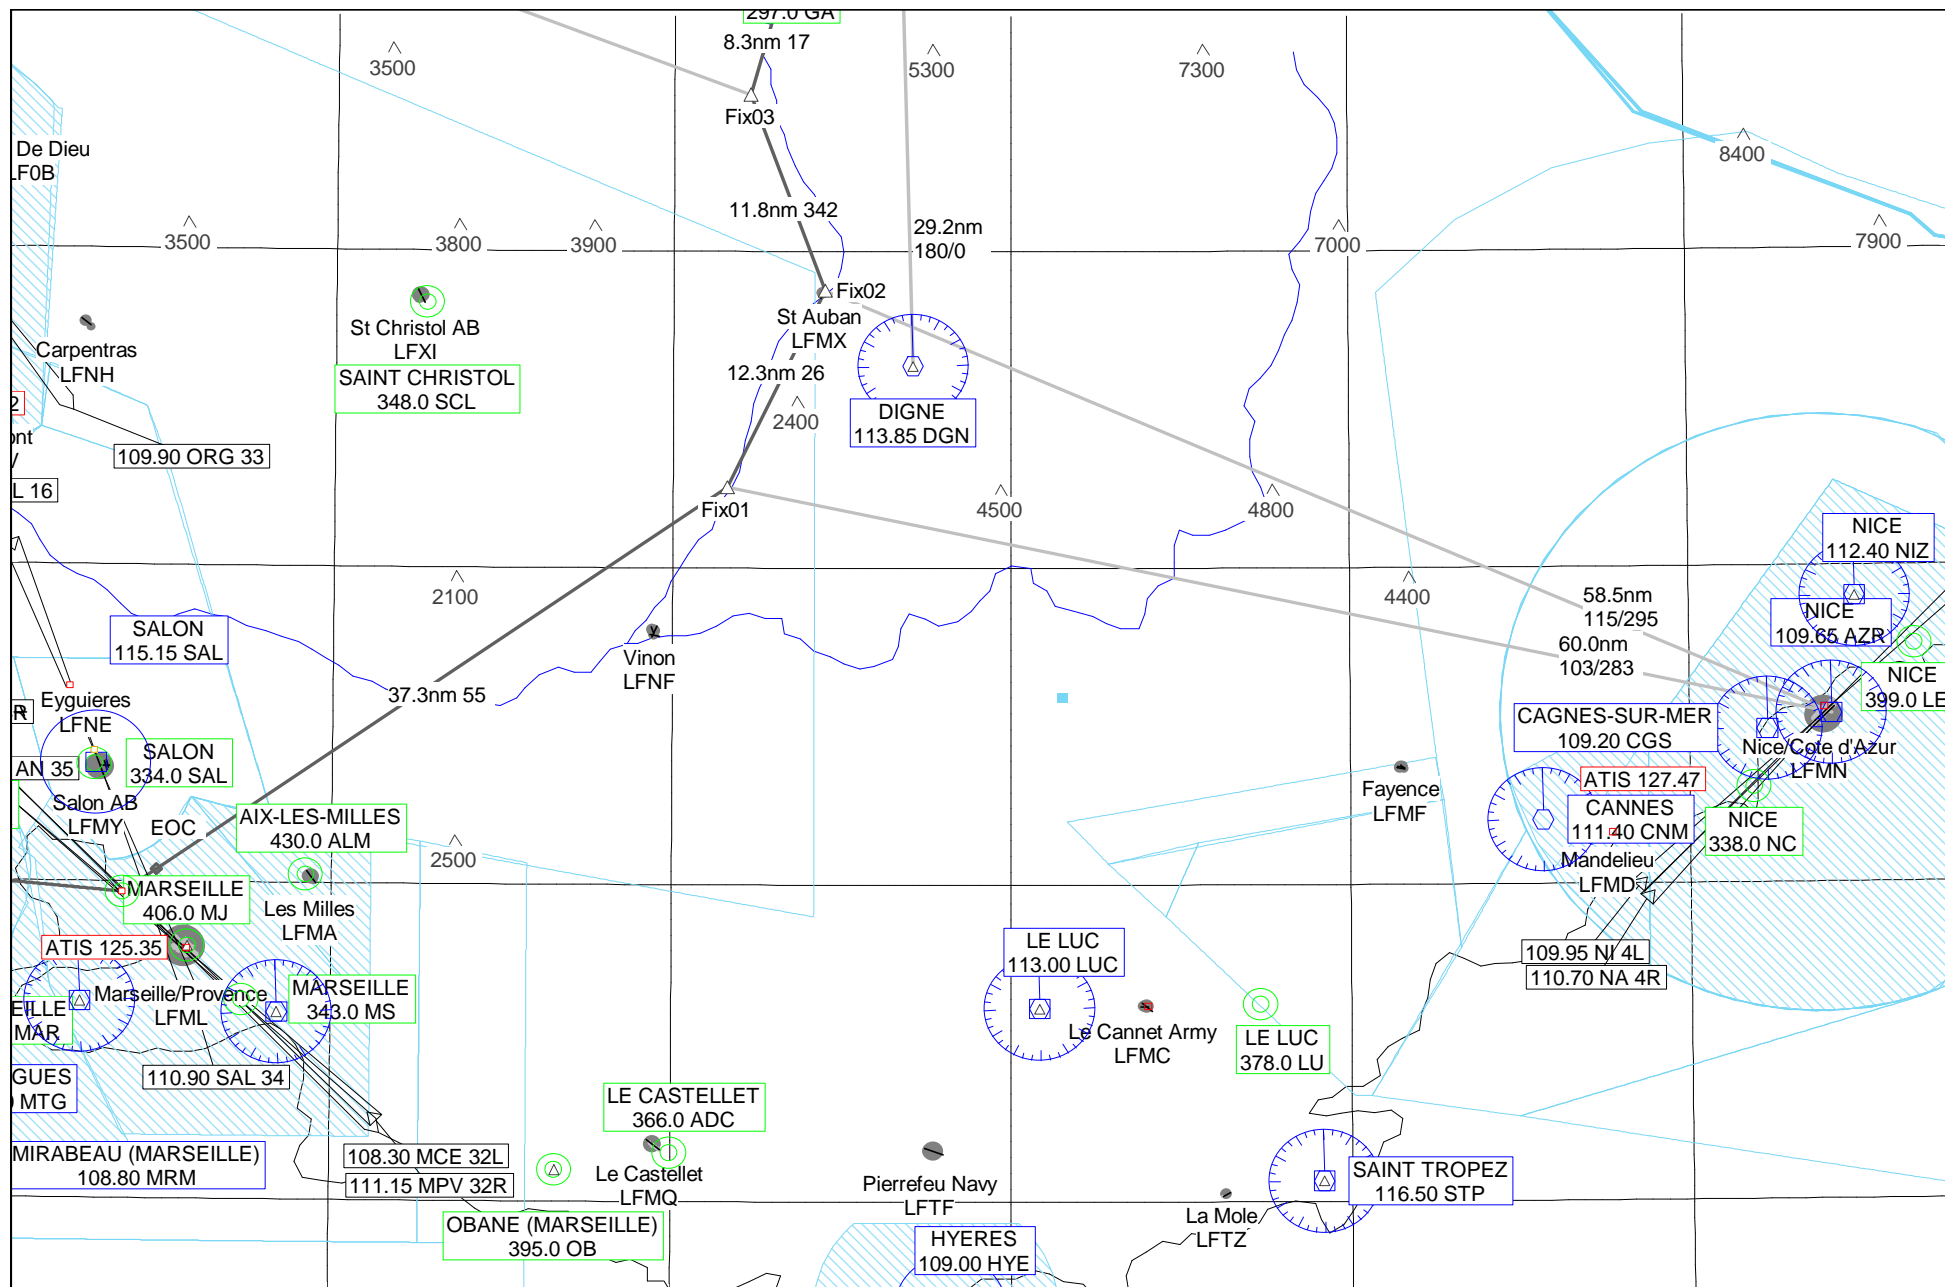 297.0 GA
8.3nm 17
3500
5300
7300
Fix03
De Dieu
LF0B
8400
11.8nm 342
29.2nm
180/0
3500
3800
3900
7000
7900
Fix02
St Christol AB
LFXI
St Auban
LFMX
Carpentras
LFNH
SAINT CHRISTOL
348.0 SCL
12.3nm 26
2400
DIGNE
113.85 DGN
2
ont
109.90 ORG 33
L 16
Fix01
4500
4800
NICE
112.40 NIZ
2100
4400
58.5nm
115/295
NICE
109.65 AZR
60.0nm
103/283
SALON
115.15 SAL
Vinon
LFNF
37.3nm 55
Eyguieres
LFNE
R
NICE
399.0 LE
CAGNES-SUR-MER
109.20 CGS
Nice/Cote d'Azur
LFMN
SALON
334.0 SAL
AN 35
ATIS 127.47
Fayence
LFMF
Salon AB
LFMY
EOC
AIX-LES-MILLES
430.0 ALM
CANNES
111.40 CNM
NICE
338.0 NC
2500
Mandelieu
LFMD
MARSEILLE
406.0 MJ
Les Milles
LFMA
ATIS 125.35
LE LUC
113.00 LUC
109.95 NI 4L
110.70 NA 4R
Marseille/Provence
LFML
MARSEILLE
343.0 MS
EILLE
MAR
Le Cannet Army
LFMC
LE LUC
378.0 LU
GUES
MTG
110.90 SAL 34
LE CASTELLET
366.0 ADC
MIRABEAU (MARSEILLE)
108.80 MRM
108.30 MCE 32L
111.15 MPV 32R
Le Castellet
LFMQ
Pierrefeu Navy
LFTF
SAINT TROPEZ
116.50 STP
La Mole
LFTZ
OBANE (MARSEILLE)
395.0 OB
HYERES
109.00 HYE